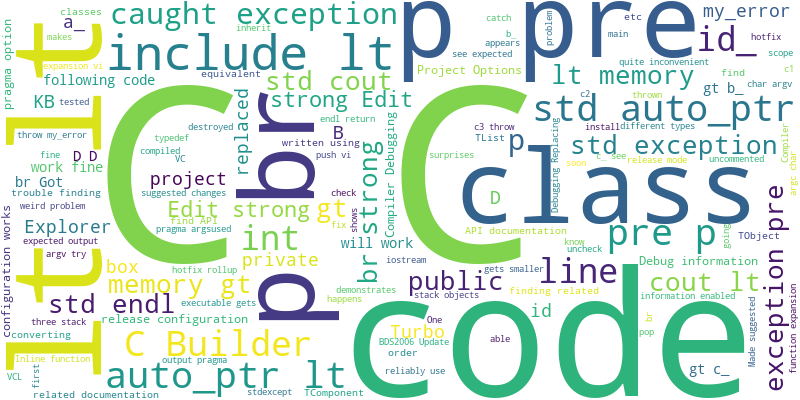 classes
a_
makes
pragma option
expansion vi
following code
KB
tested
throw my_error
fine
D_D
work fine
br Got
trouble finding
weird problem
Explorer
expected output
argv try
configuration works
box
memory gt
std endl
executable gets
three stack
release configuration
converting
C Builder
Inline function
VCL
first
auto_ptr lt
related documentation
lt lt
caught exception
inherit
include lt
equivalent
std cout
strong Edit
replaced
destroyed
typedef
compiled
VC
B
written using
push vi
project
suggested changes
Edit strong
find API
pragma argsused
int
private
hotfix rollup
C
br
p
gt
fix
shows
check
br strong
Compiler Debugging
will work
iostream
demonstrates
happens
output pragma
stdexcept
TComponent
public
stack objects
One
Turbo
BDS2006 Update
order
reliably use
able
p pre
catch
b_
appears
see expected
problem
etc
main
my_error
id_
hotfix
scope
quite inconvenient
Project Options
lt memory
find
gt b_
char argv
c1
thrown
c2
std auto_ptr
c3 throw
install
different types
TList
p
std exception
endl return
surprises
C
class
D
soon
c_ see
release mode
uncommented
Compiler
argc char
Debugging Replacing
API documentation
know
uncheck
pre p
going
TObject
Debug information
line
gets smaller
finding related
cout lt
id
information enabled
br
pop
code
gt c_
Made suggested
exception pre
function expansion